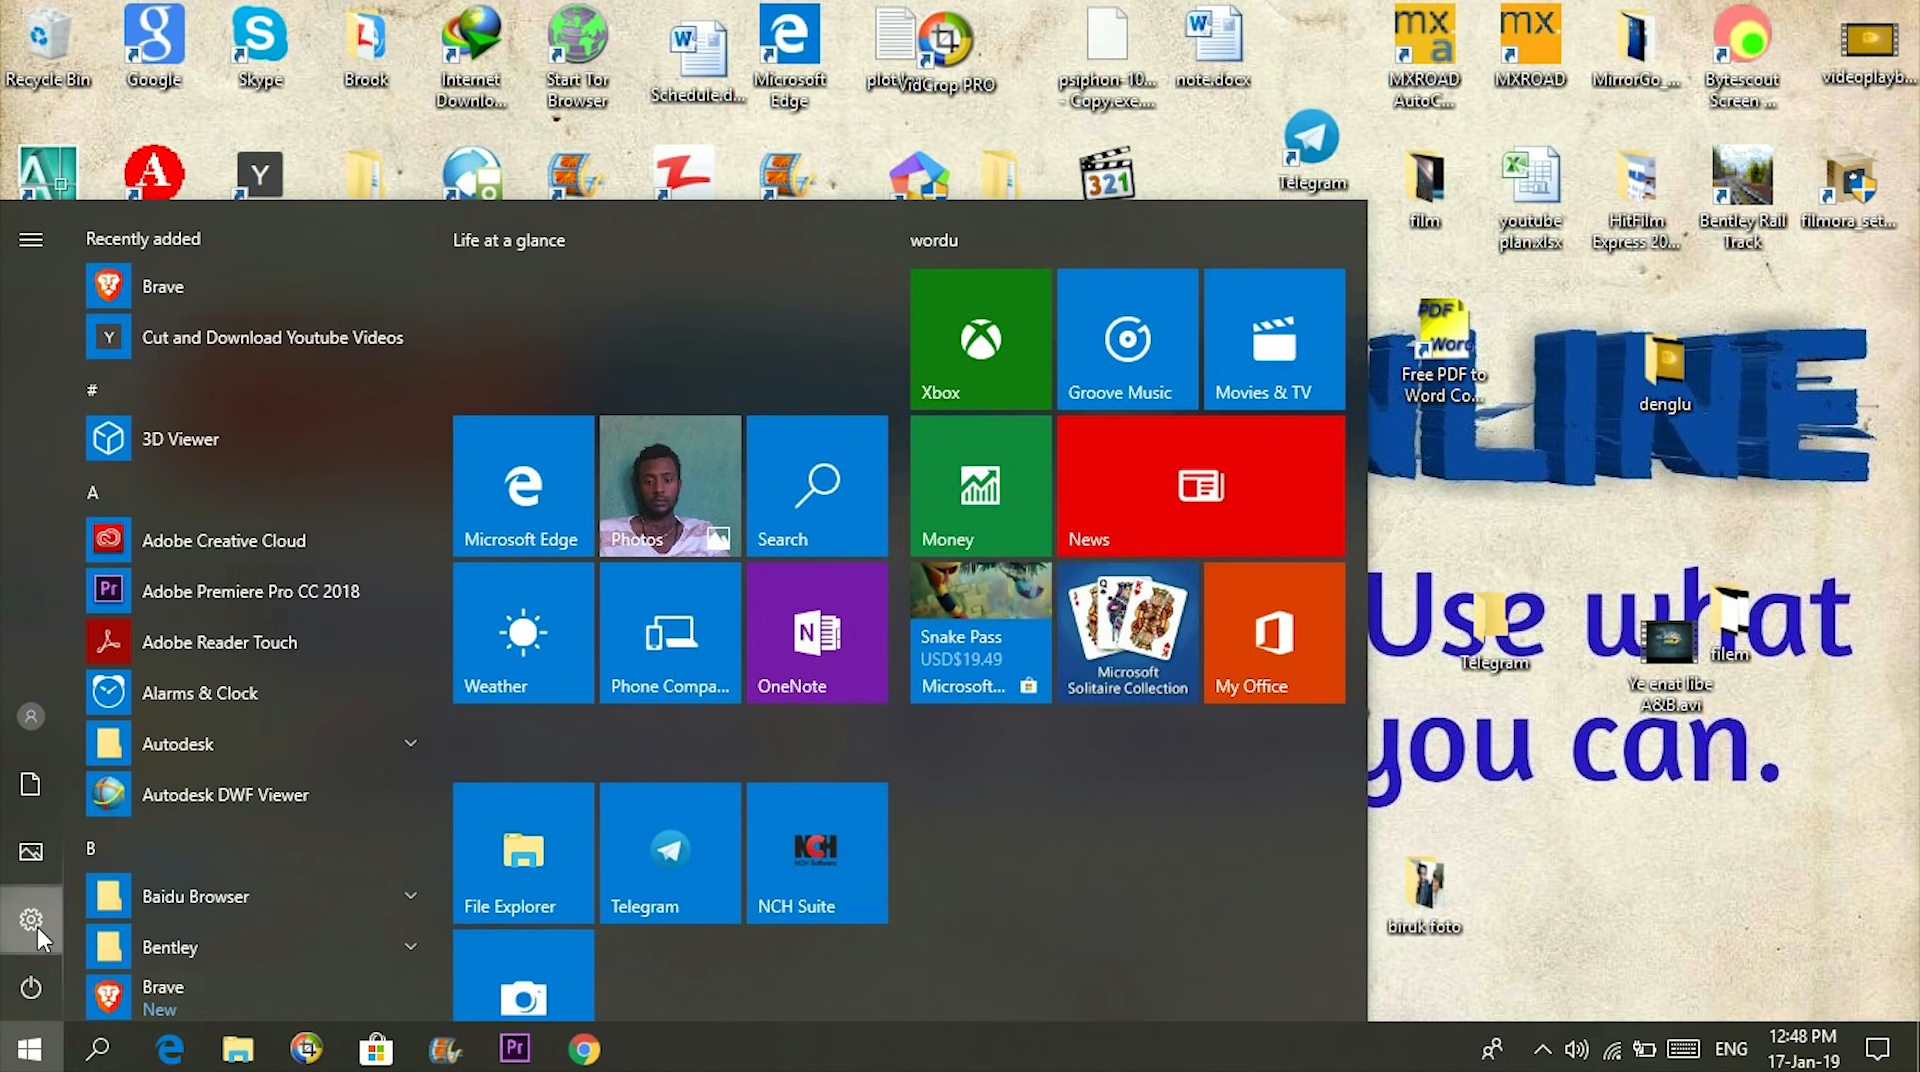 Recycle Bin
Google
Skype
Brook
Internet
Downlo...
Start Tor
Browser
Schedule.d...
Microsoft
Edge
VidCrop PRO
psiphon-10...
- Copy.exe....
note.docx
MXROAD
AutoC...
MXROAD
MirrorGo_...
Bytescout
Screen ...
videoplayb...
Telegram
film
youtube
plan.xlsx
HitFilm
Express 20...
Bentley Rail
Track
filmora_set...
Recently added
Brave
Cut and Download Youtube Videos
#
3D Viewer
A
Adobe Creative Cloud
Adobe Premiere Pro CC 2018
Adobe Reader Touch
Alarms & Clock
Autodesk
Autodesk DWF Viewer
B
Baidu Browser
Bentley
Brave
New
Life at a glance
Microsoft Edge
Photos
Search
Weather
Phone Compa...
OneNote
File Explorer
Telegram
NCH
NCH Suite
wordu
Xbox
Groove Music
Movies & TV
Money
News
Snake Pass
USD$19.49
Microsoft...
Microsoft
Solitaire Collection
My Office
PDF
Word
Free PDF to
Word Co...
denglu
NLINE
Use what
you can.
Telegram
filem
Ye enat libe
A&B.avi
biruk foto
ENG
12:48 PM
17-Jan-19